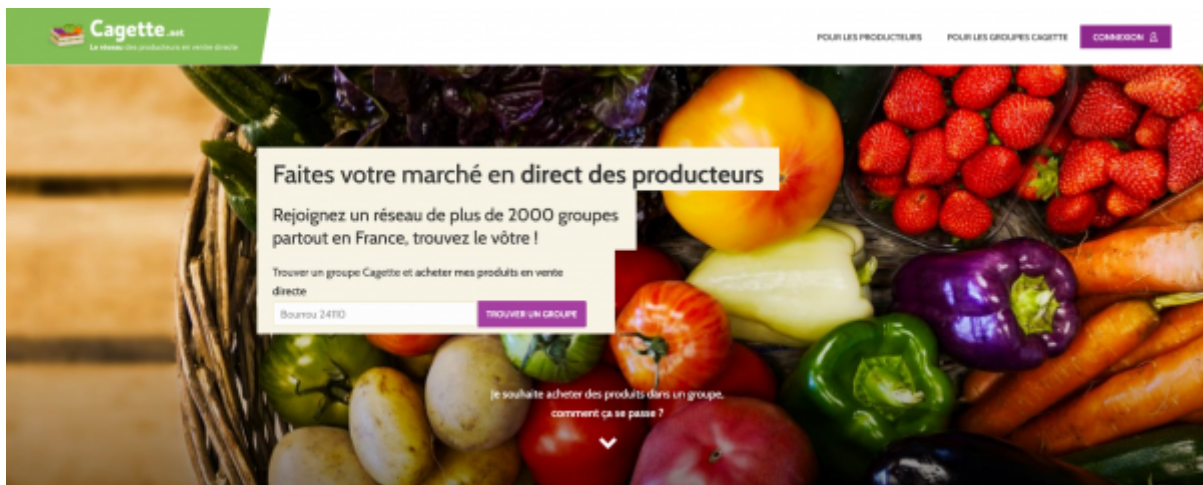 Cagette.net
Le réseau des producteurs en vente directe
POUR LES PRODUCTEURS
POUR LES GROUPES CAGETTE
CONNEXION
Faites votre marché en direct des producteurs
Rejoignez un réseau de plus de 2000 groupes
partout en France, trouvez le vôtre !
Trouver un groupe Cagette et acheter mes produits en vente
directe
Bourrou 24110
TROUVER UN GROUPE
Je souhaite acheter des produits dans un groupe,
comment ça se passe ?